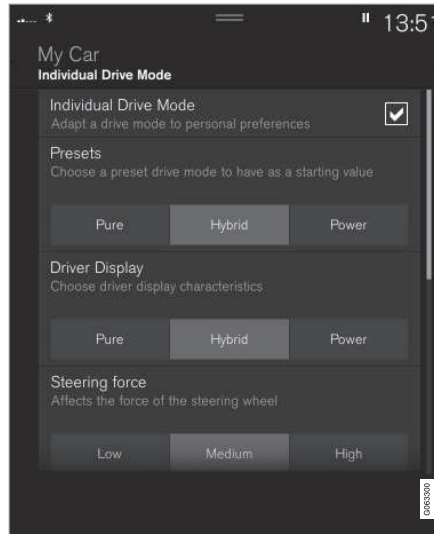 13:51
My Car
Individual Drive Mode
Individual Drive Mode
Adapt a drive mode to personal preferences
Presets
Choose a preset drive mode to have as a starting value
Pure Hybrid Power
Driver Display
Choose driver display characteristics
Pure Hybrid Power
Steering force
Affects the force of the steering wheel
Low Medium High
G063300